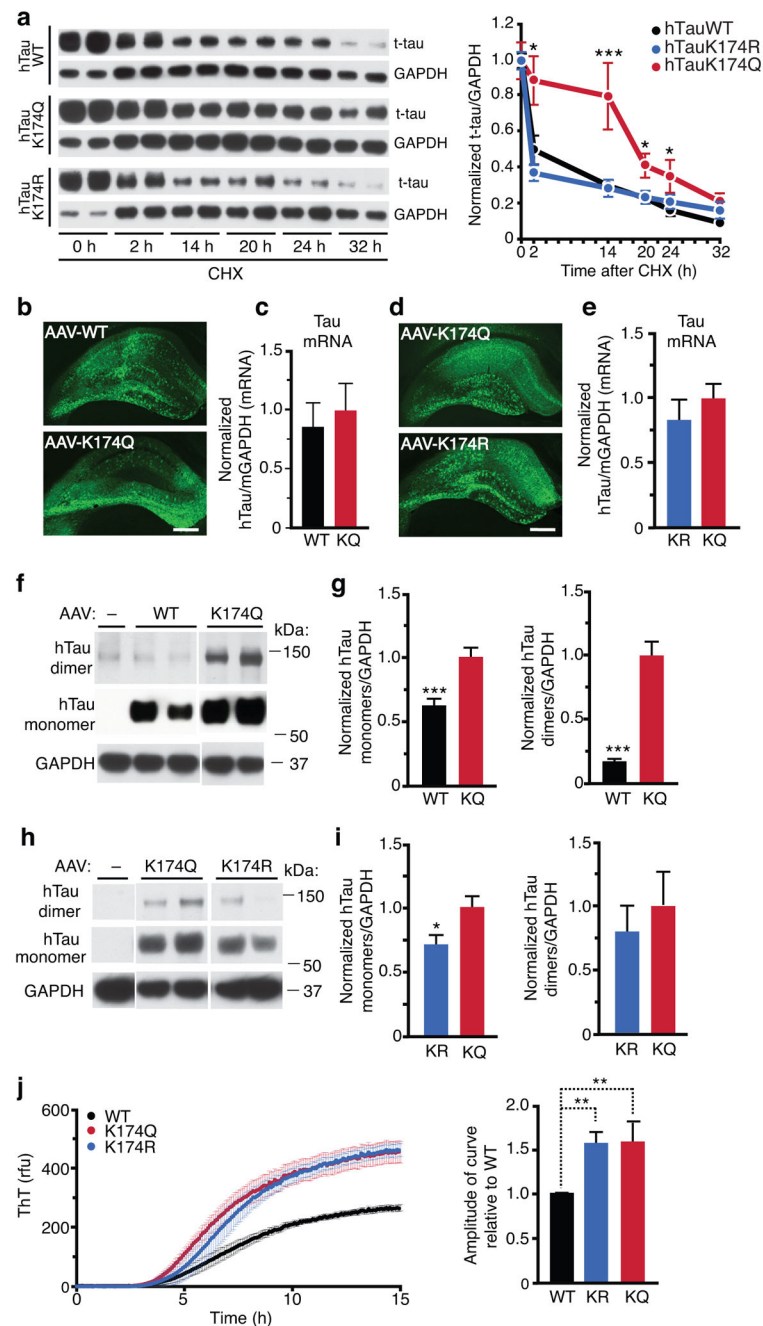 a
hTau
WT
t-tau
GAPDH
hTau
K174Q
t-tau
GAPDH
hTau
K174R
t-tau
GAPDH
0 h 2 h 14 h 20 h 24 h 32 h
CHX
Normalized t-tau/GAPDH
1.2
1.0
0.8
0.6
0.4
0.2
0
0 2 14 20 24 32
Time after CHX (h)
* *** * *
hTauWT
hTauK174R
hTauK174Q
b
AAV-WT
AAV-K174Q
c
Tau
mRNA
Normalized
hTau/mGAPDH (mRNA)
1.5
1.0
0.5
0
WT KQ
d
AAV-K174Q
AAV-K174R
e
Tau
mRNA
Normalized
hTau/mGAPDH (mRNA)
1.5
1.0
0.5
0
KR KQ
f
AAV: – WT K174Q
kDa:
hTau
dimer
150
hTau
monomer
50
GAPDH
37
g
Normalized hTau
monomers/GAPDH
1.5
1.0
0.5
0
***
WT KQ
Normalized hTau
dimers/GAPDH
1.5
1.0
0.5
0
***
WT KQ
h
AAV: – K174Q K174R
kDa:
hTau
dimer
150
hTau
monomer
50
GAPDH
37
i
Normalized hTau
monomers/GAPDH
1.5
1.0
0.5
0
*
KR KQ
Normalized hTau
dimers/GAPDH
1.5
1.0
0.5
0
KR KQ
j
ThT (rfu)
600
400
200
0
0 5 10 15
Time (h)
WT
K174Q
K174R
Amplitude of curve
relative to WT
2.0
1.5
1.0
0.5
0
**
**
WT KR KQ